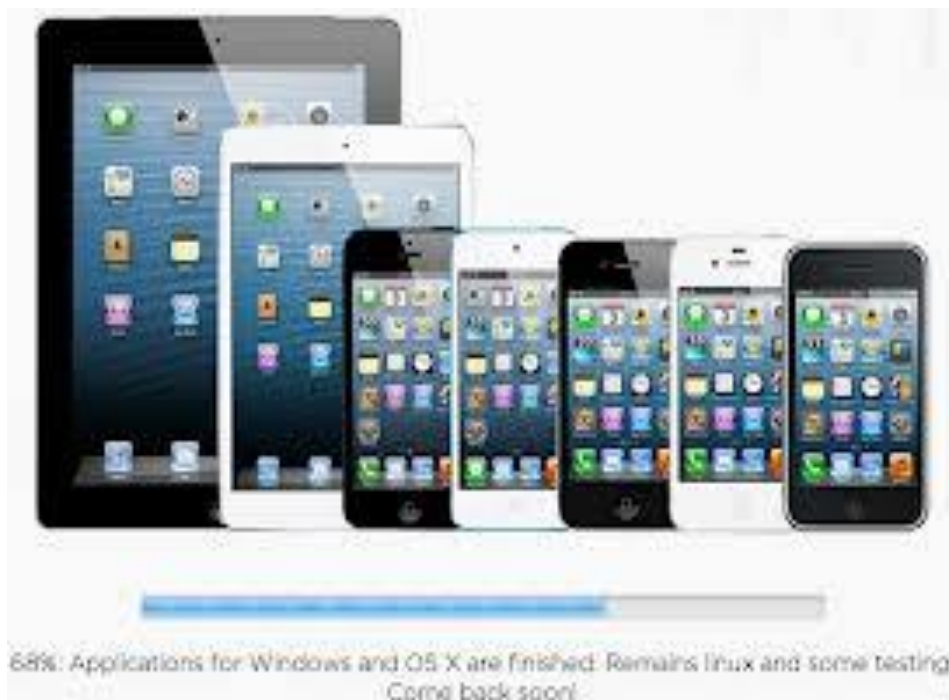 68%: Applications for Windows and OS X are finished. Remains linux and some testing
Come back soon!